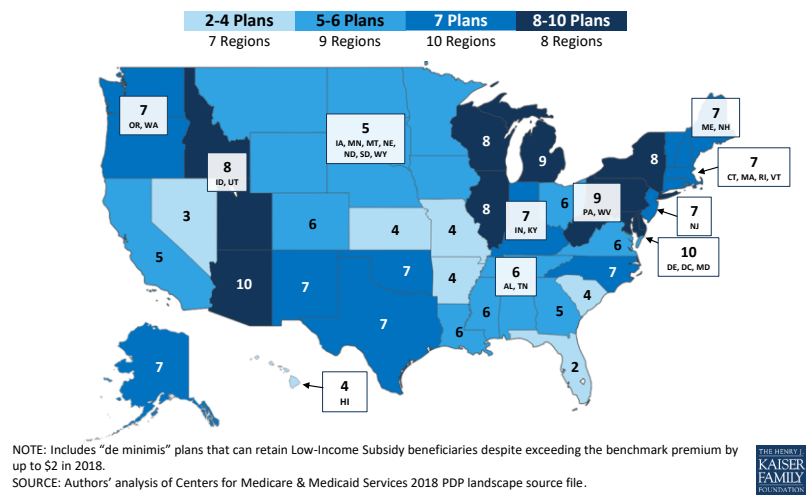 2-4 Plans
5-6 Plans
7 Plans
8-10 Plans
7 Regions
9 Regions
10 Regions
8 Regions
7
OR, WA
5
IA, MN, MT, NE,
ND, SD, WY
8
ID, UT
3
5
10
6
7
4
7
7
4
4
6
8
8
9
7
IN, KY
6
9
PA, WV
8
7
ME, NH
7
CT, MA, RI, VT
7
NJ
10
DE, DC, MD
6
7
6
AL, TN
6
5
4
2
7
4
HI
NOTE: Includes “de minimis” plans that can retain Low-Income Subsidy beneficiaries despite exceeding the benchmark premium by
up to $2 in 2018.
SOURCE: Authors’ analysis of Centers for Medicare & Medicaid Services 2018 PDP landscape source file.
THE HENRY J.
KAISER
FAMILY
FOUNDATION